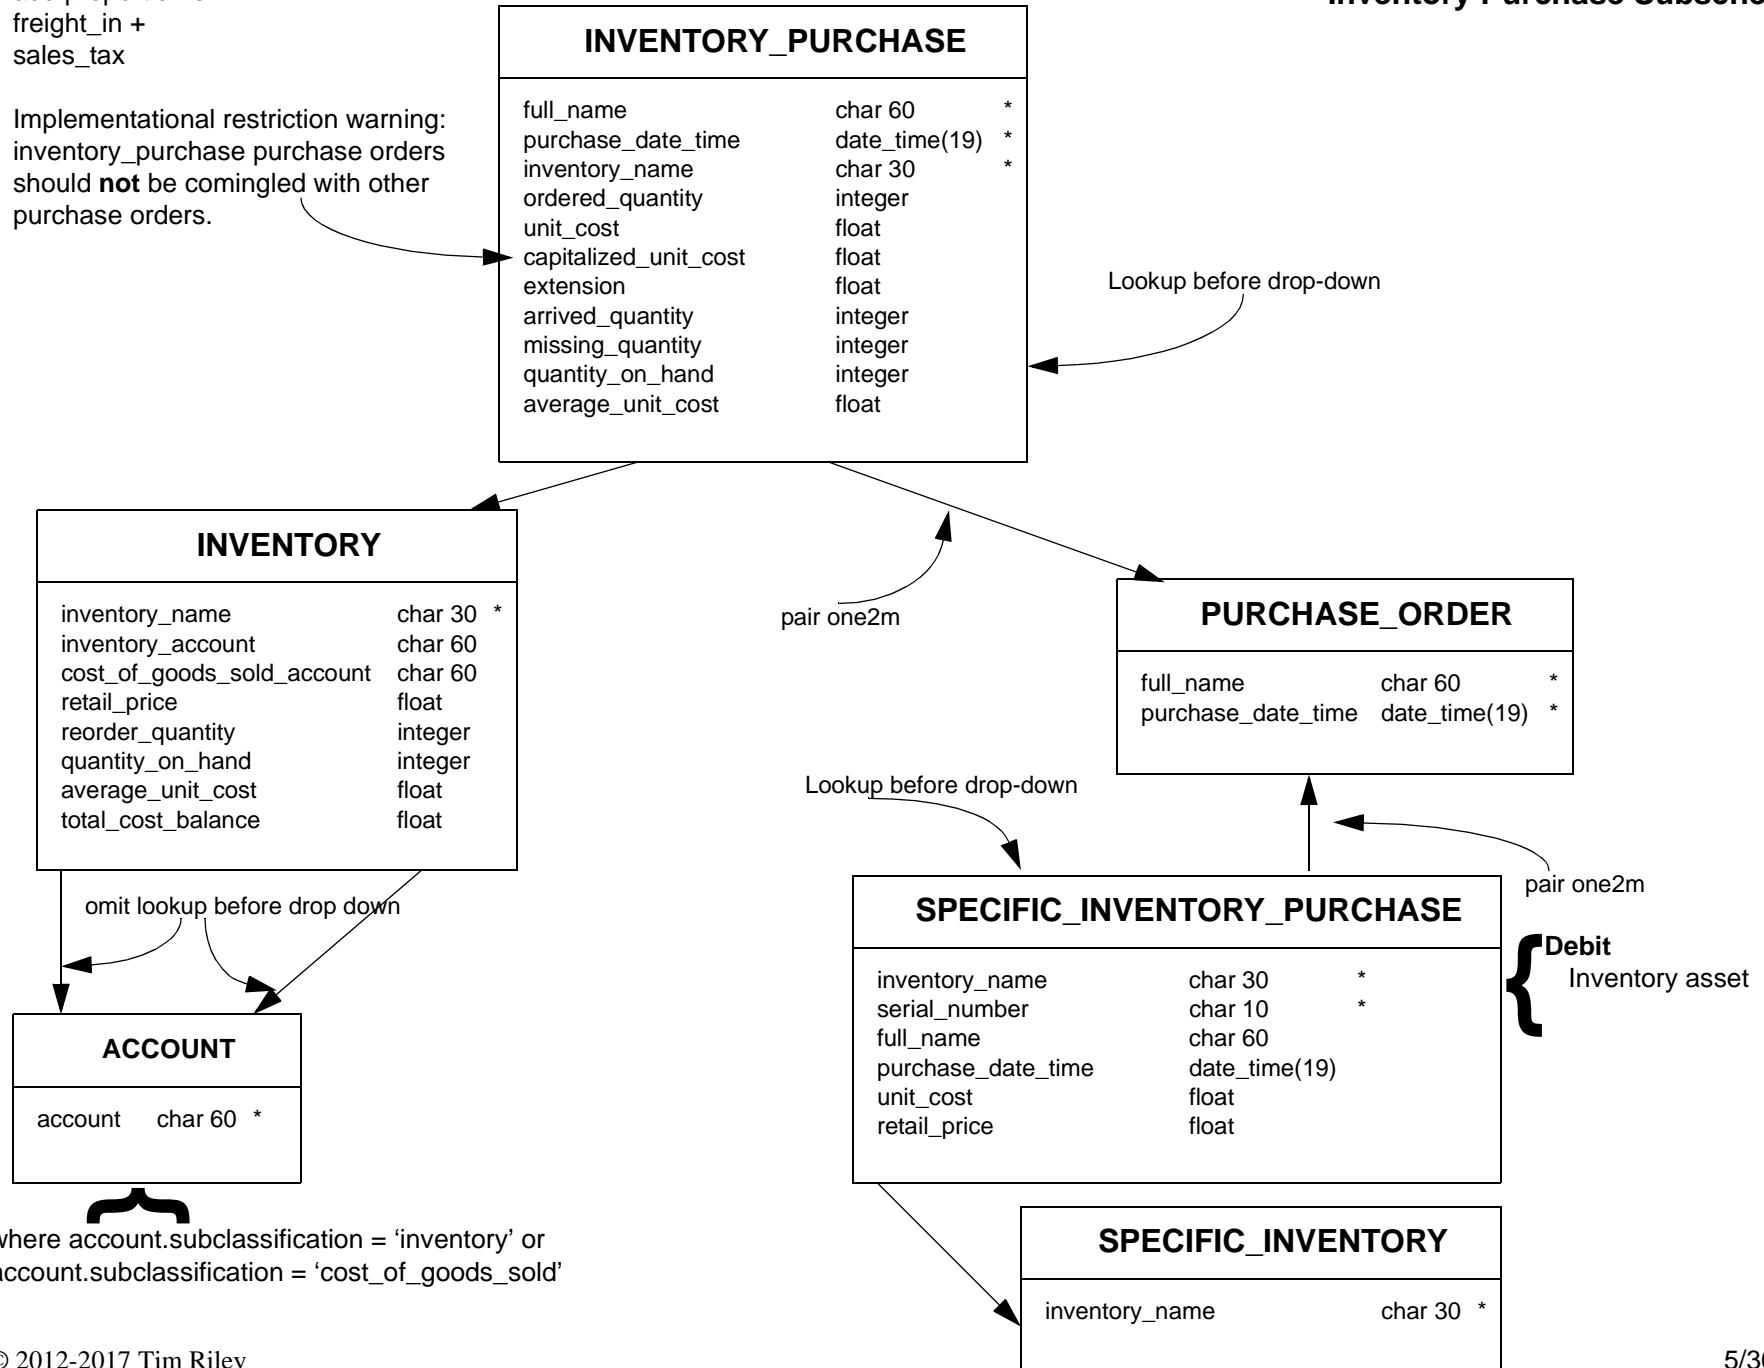 freight_in +
sales_tax
Implementational restriction warning:
inventory_purchase purchase orders
should not be comingled with other
purchase orders.
Inventory Purchase
INVENTORY_PURCHASE
full_name char 60 *
purchase_date_time date_time(19) *
inventory_name char 30 *
ordered_quantity integer
unit_cost float
capitalized_unit_cost float
extension float
arrived_quantity integer
missing_quantity integer
quantity_on_hand integer
average_unit_cost float
Lookup before drop-down
INVENTORY
inventory_name char 30 *
inventory_account char 60
cost_of_goods_sold_account char 60
retail_price float
reorder_quantity integer
quantity_on_hand integer
average_unit_cost float
total_cost_balance float
pair one2m
PURCHASE_ORDER
full_name char 60 *
purchase_date_time date_time(19) *
Lookup before drop-down
pair one2m
omit lookup before drop down
SPECIFIC_INVENTORY_PURCHASE
inventory_name char 30 *
serial_number char 10 *
full_name char 60
purchase_date_time date_time(19)
unit_cost float
retail_price float
{ Debit
Inventory asset
ACCOUNT
account char 60 *
where account.subclassification = ‘inventory’ or
account.subclassification = ‘cost_of_goods_sold’
SPECIFIC_INVENTORY
inventory_name char 30 *
© 2012-2017 Tim Riley